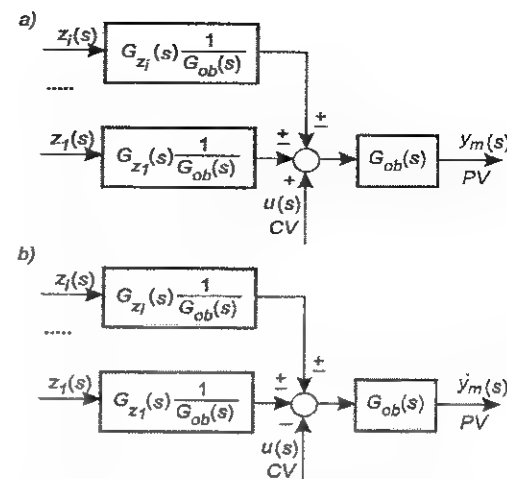 a)
z_i(s)
G_{z_i}(s) 1/G_{ob}(s)
.....
±
z_1(s)
G_{z_1}(s) 1/G_{ob}(s)
±
+
G_{ob}(s)
y_m(s)
PV
u(s)
CV
b)
z_i(s)
G_{z_i}(s) 1/G_{ob}(s)
.....
±
z_1(s)
G_{z_1}(s) 1/G_{ob}(s)
±
−
G_{ob}(s)
y_m(s)
PV
u(s)
CV